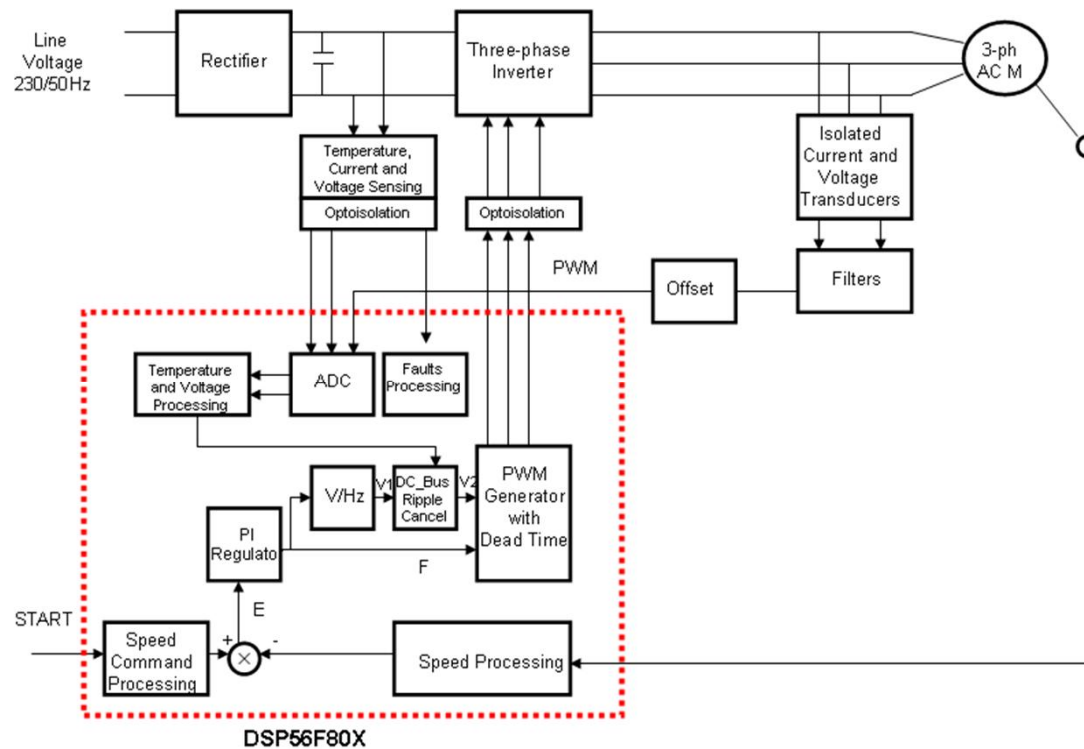 Line
Voltage
230/50Hz
Rectifier
Three-phase
Inverter
3-ph
AC M
Temperature,
Current and
Voltage Sensing
Optoisolation
Optoisolation
Isolated
Current and
Voltage
Transducers
PWM
Offset
Filters
Temperature
and Voltage
Processing
ADC
Faults
Processing
V/Hz
V1
DC_Bus
Ripple
Cancel
V2
PWM
Generator
with
Dead Time
PI
Regulato
F
E
START
Speed
Command
Processing
+
-
Speed Processing
DSP56F80X